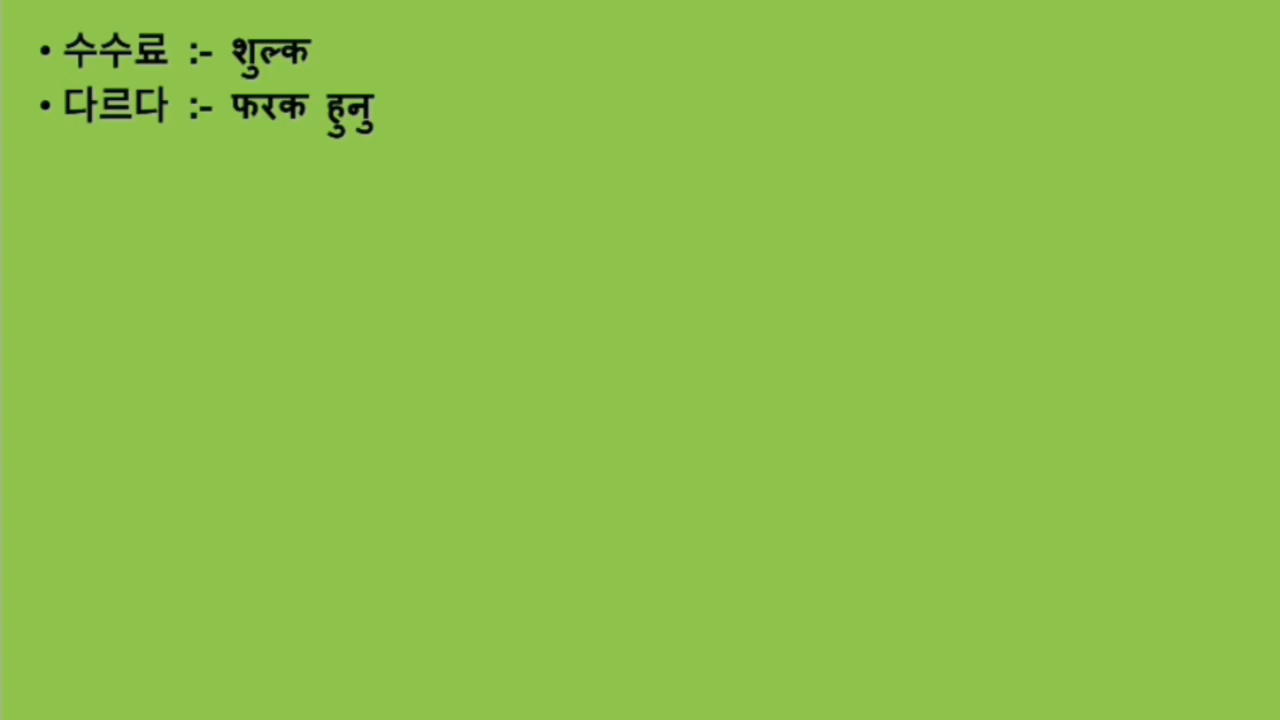 • 수수료 :- शुल्क
• 다르다 :- फरक हुनु